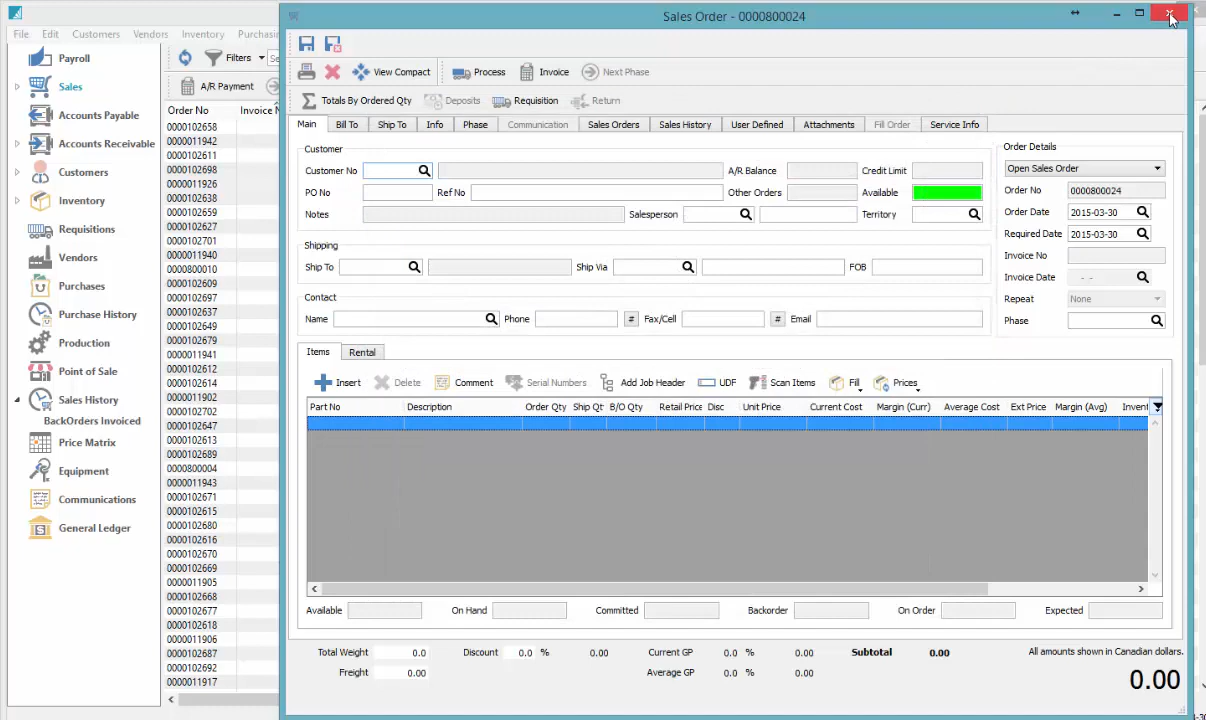 Sales Order - 0000800024
File Edit Customers Vendors Inventory Purchasin
View Compact Process Invoice Next Phase
Totals By Ordered Qty Deposits Requisition Return
Main Bill To Ship To Info Phase Communication Sales Orders Sales History User Defined Attachments Fill Order Service Info
Payroll
Sales
Accounts Payable
Accounts Receivable
Customers
Inventory
Requisitions
Vendors
Purchases
Purchase History
Production
Point of Sale
Sales History
BackOrders Invoiced
Price Matrix
Equipment
Communications
General Ledger
Filters Se
A/R Payment
Order No Invoice N
0000102658
0000011942
0000102611
0000102698
0000011926
0000102638
0000102659
0000102627
0000102701
0000011940
0000800010
0000102609
0000102697
0000102637
0000102649
0000102679
0000011941
0000102612
0000102614
0000011902
0000102702
0000102647
0000102613
0000102689
0000800004
0000011943
0000102671
0000102615
0000102680
0000102616
0000102670
0000102669
0000011905
0000102668
0000102677
0000102618
0000011906
0000102687
0000102692
0000011917
Customer
Customer No A/R Balance Credit Limit
PO No Ref No Other Orders Available
Notes Salesperson Territory
Shipping
Ship To Ship Via FOB
Contact
Name Phone # Fax/Cell # Email
Order Details
Open Sales Order
Order No 0000800024
Order Date 2015-03-30
Required Date 2015-03-30
Invoice No
Invoice Date - -
Repeat None
Phase
Items Rental
Insert Delete Comment Serial Numbers Add Job Header UDF Scan Items Fill Prices
Part No Description Order Qty Ship Qt B/O Qty Retail Price Disc Unit Price Current Cost Margin (Curr) Average Cost Ext Price Margin (Avg) Invent
Available On Hand Committed Backorder On Order Expected
Total Weight 0.0 Discount 0.0 % 0.00 Current GP 0.0 % 0.00 Subtotal 0.00 All amounts shown in Canadian dollars.
Freight 0.00 Average GP 0.0 % 0.00 0.00